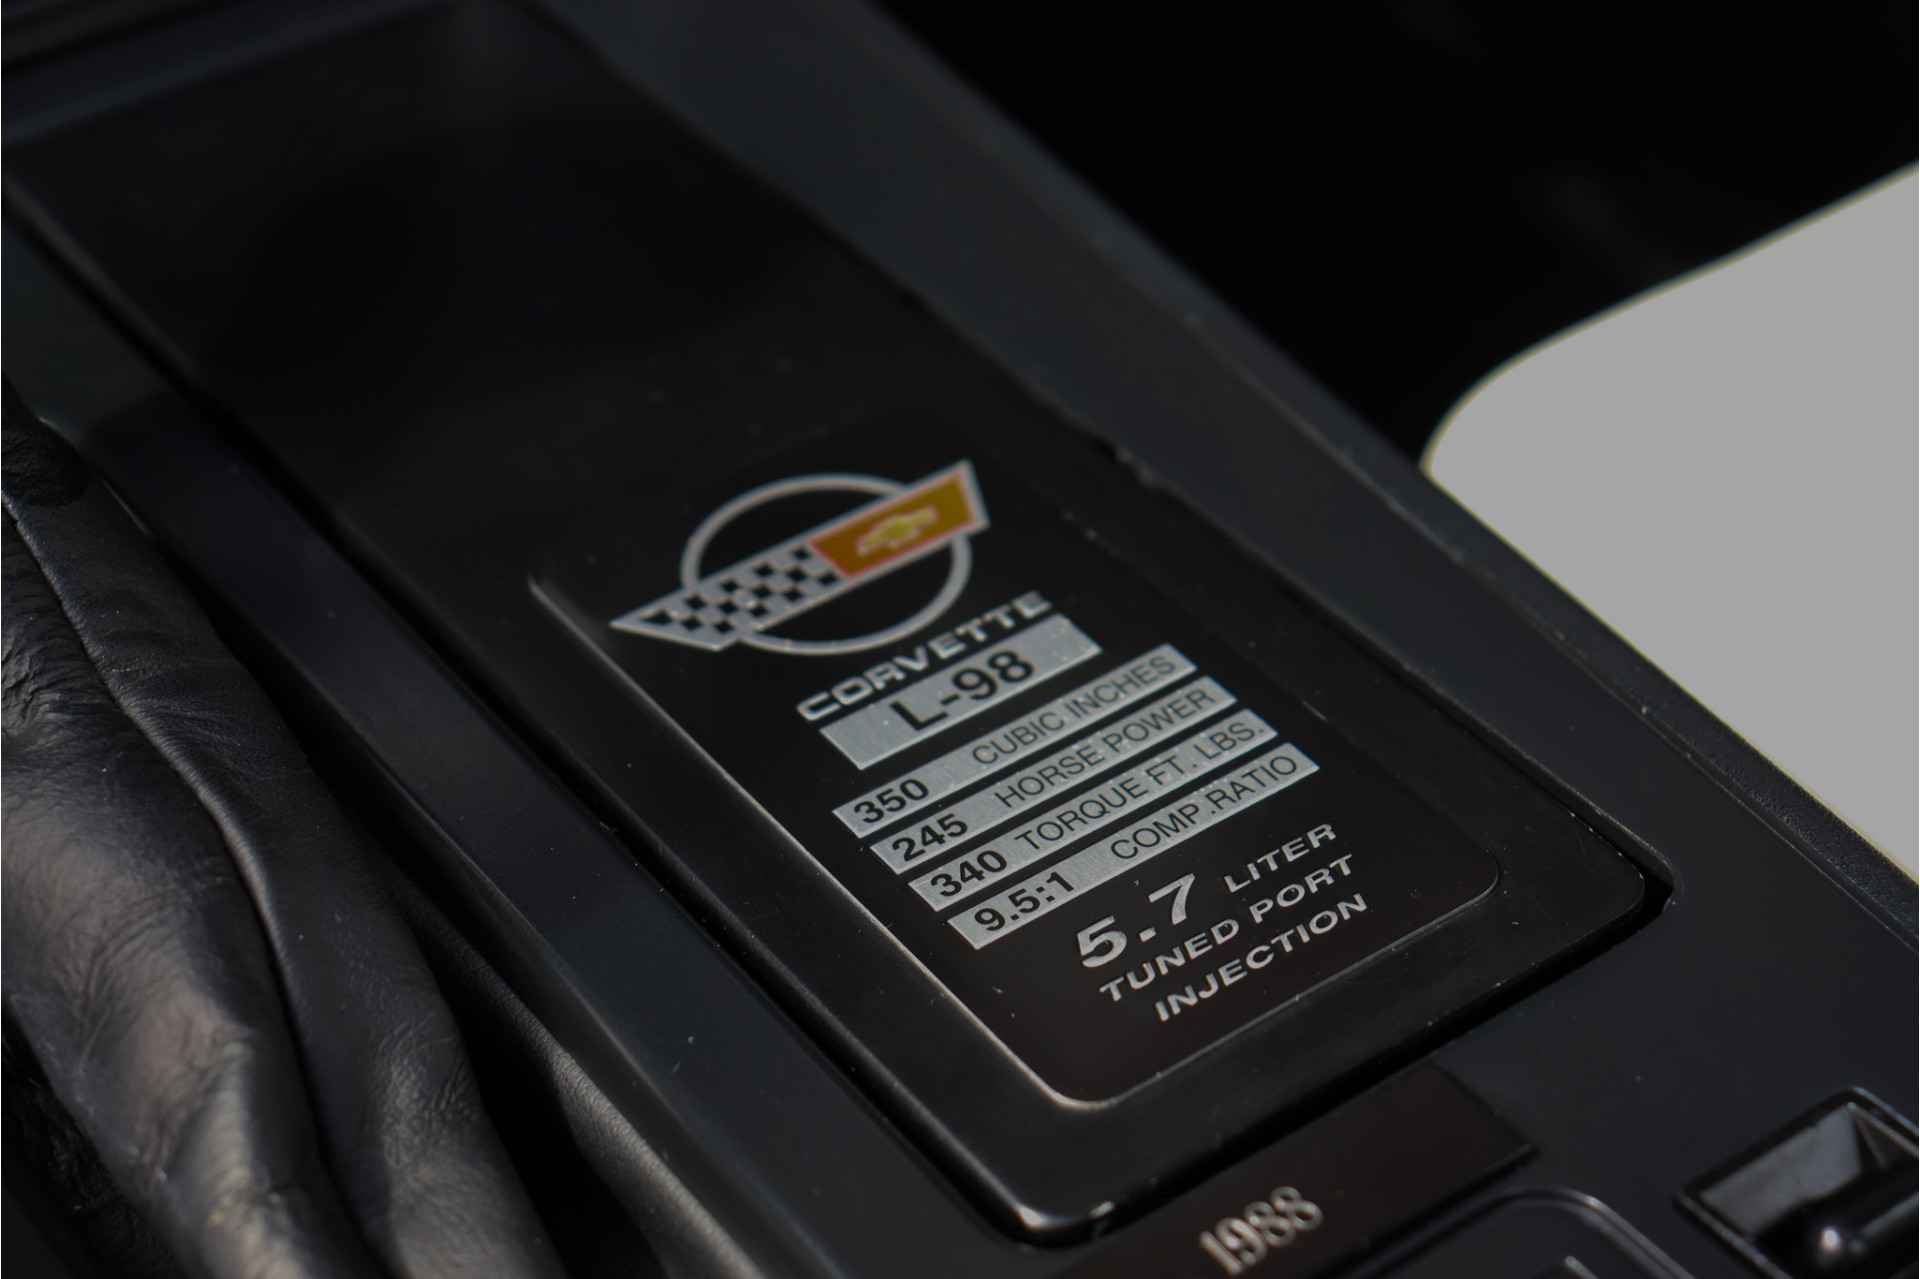 CORVETTE
L-98
350 CUBIC INCHES
245 HORSE POWER
340 TORQUE FT. LBS.
9.5:1 COMP.RATIO
5.7 LITER
TUNED PORT
INJECTION
1988